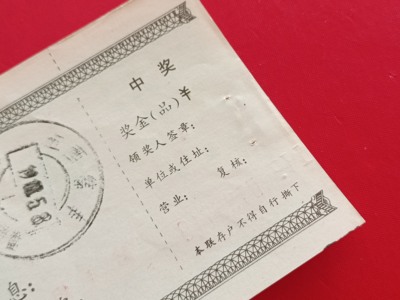 中奖
奖金(品)￥
领奖人签章:
单位或住址:
营业: 复核:
本联存户不得自行撕下
息: